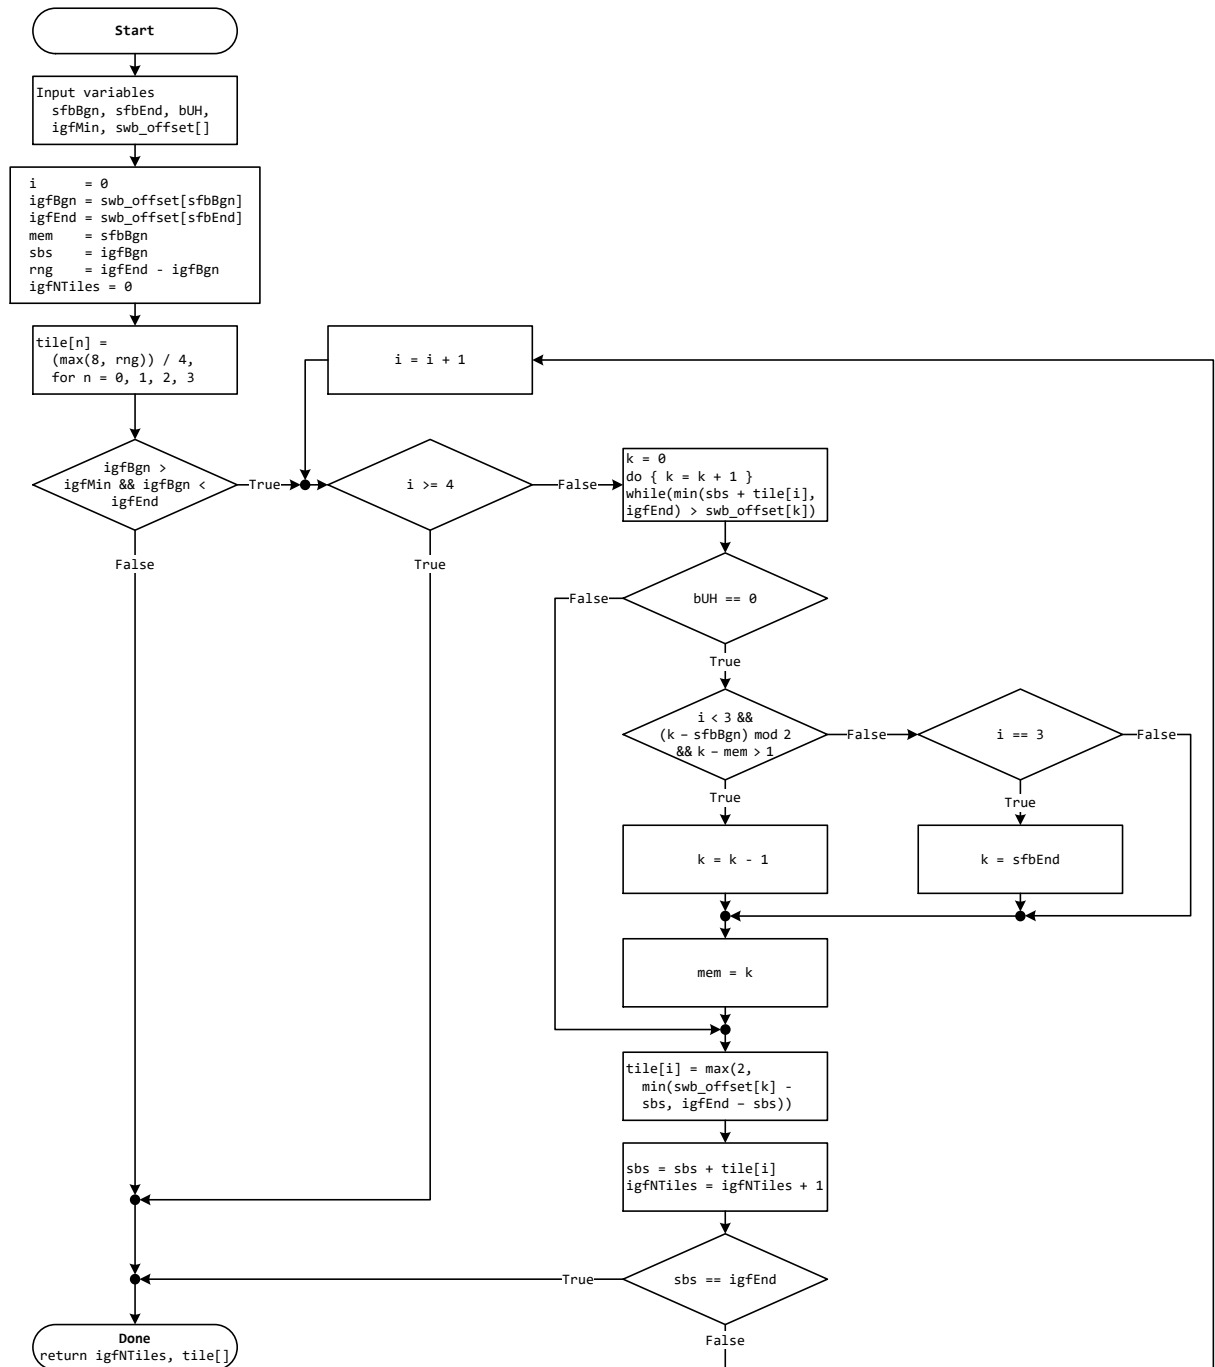 Start
Input variables
sfbBgn, sfbEnd, bUH,
igfMin, swb_offset[]
i = 0
igfBgn = swb_offset[sfbBgn]
igfEnd = swb_offset[sfbEnd]
mem = sfbBgn
sbs = igfBgn
rng = igfEnd - igfBgn
igfNTiles = 0
tile[n] =
(max(8, rng)) / 4,
for n = 0, 1, 2, 3
i = i + 1
igfBgn >
igfMin && igfBgn <
igfEnd
True
False
i >= 4
False
True
k = 0
do { k = k + 1 }
while(min(sbs + tile[i],
igfEnd) > swb_offset[k])
bUH == 0
False
True
i < 3 &&
(k – sfbBgn) mod 2
&& k – mem > 1
False
True
i == 3
False
True
k = k - 1
k = sfbEnd
mem = k
tile[i] = max(2,
min(swb_offset[k] -
sbs, igfEnd – sbs))
sbs = sbs + tile[i]
igfNTiles = igfNTiles + 1
sbs == igfEnd
True
False
Done
return igfNTiles, tile[]